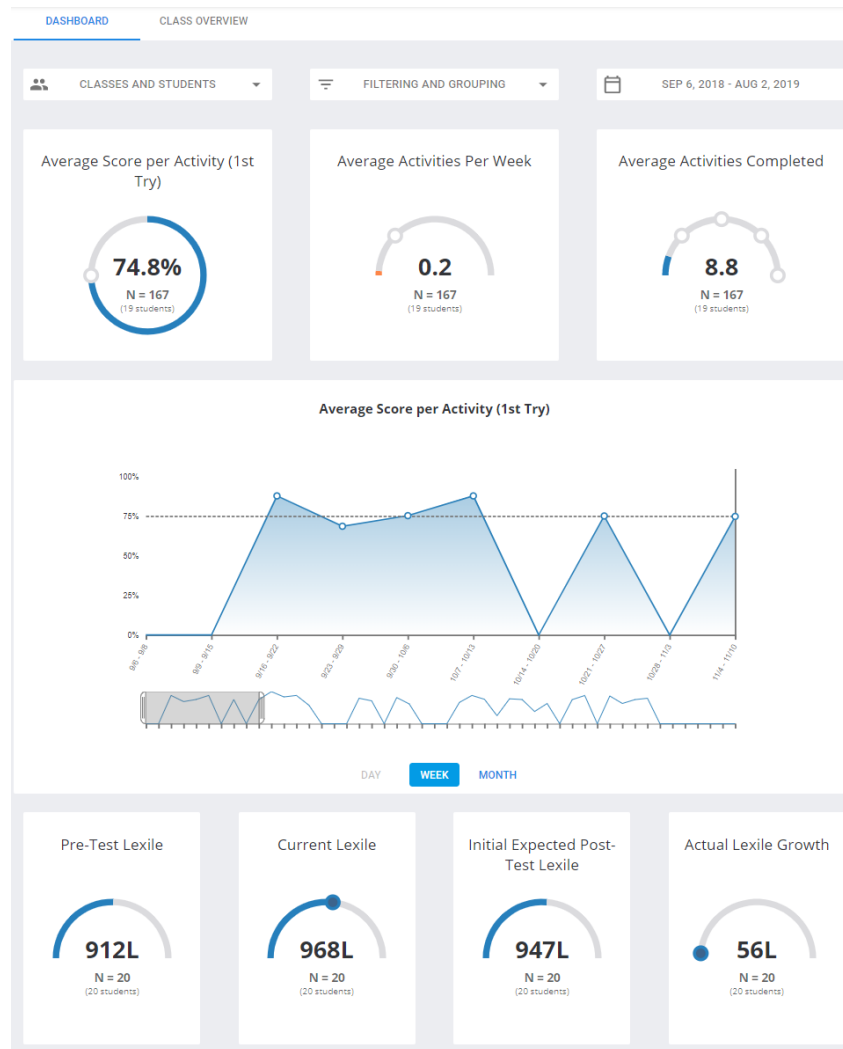 DASHBOARD CLASS OVERVIEW
CLASSES AND STUDENTS FILTERING AND GROUPING SEP 6, 2018 - AUG 2, 2019
Average Score per Activity (1st
Try)
74.8%
N = 167
(19 students)
Average Activities Per Week
0.2
N = 167
(19 students)
Average Activities Completed
8.8
N = 167
(19 students)
Average Score per Activity (1st Try)
100%
75%
50%
25%
0%
9/6 - 9/8
9/9 - 9/15
9/16 - 9/22
9/23 - 9/29
9/30 - 10/6
10/7 - 10/13
10/14 - 10/20
10/21 - 10/27
10/28 - 11/3
11/4 - 11/10
DAY WEEK MONTH
Pre-Test Lexile
912L
N = 20
(20 students)
Current Lexile
968L
N = 20
(20 students)
Initial Expected Post-
Test Lexile
947L
N = 20
(20 students)
Actual Lexile Growth
56L
N = 20
(20 students)